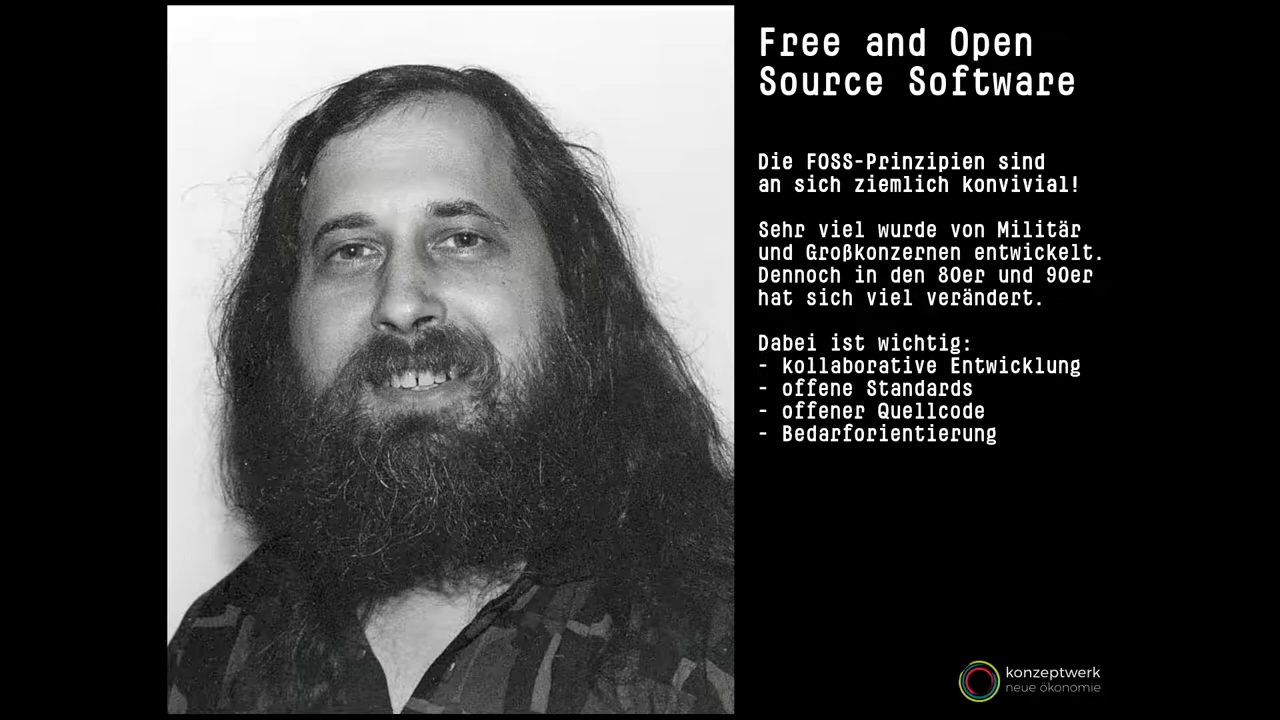 Free and Open
Source Software
Die FOSS-Prinzipien sind
an sich ziemlich konvivial!
Sehr viel wurde von Militär
und Großkonzernen entwickelt.
Dennoch in den 80er und 90er
hat sich viel verändert.
Dabei ist wichtig:
- kollaborative Entwicklung
- offene Standards
- offener Quellcode
- Bedarforientierung
konzeptwerk
neue ökonomie